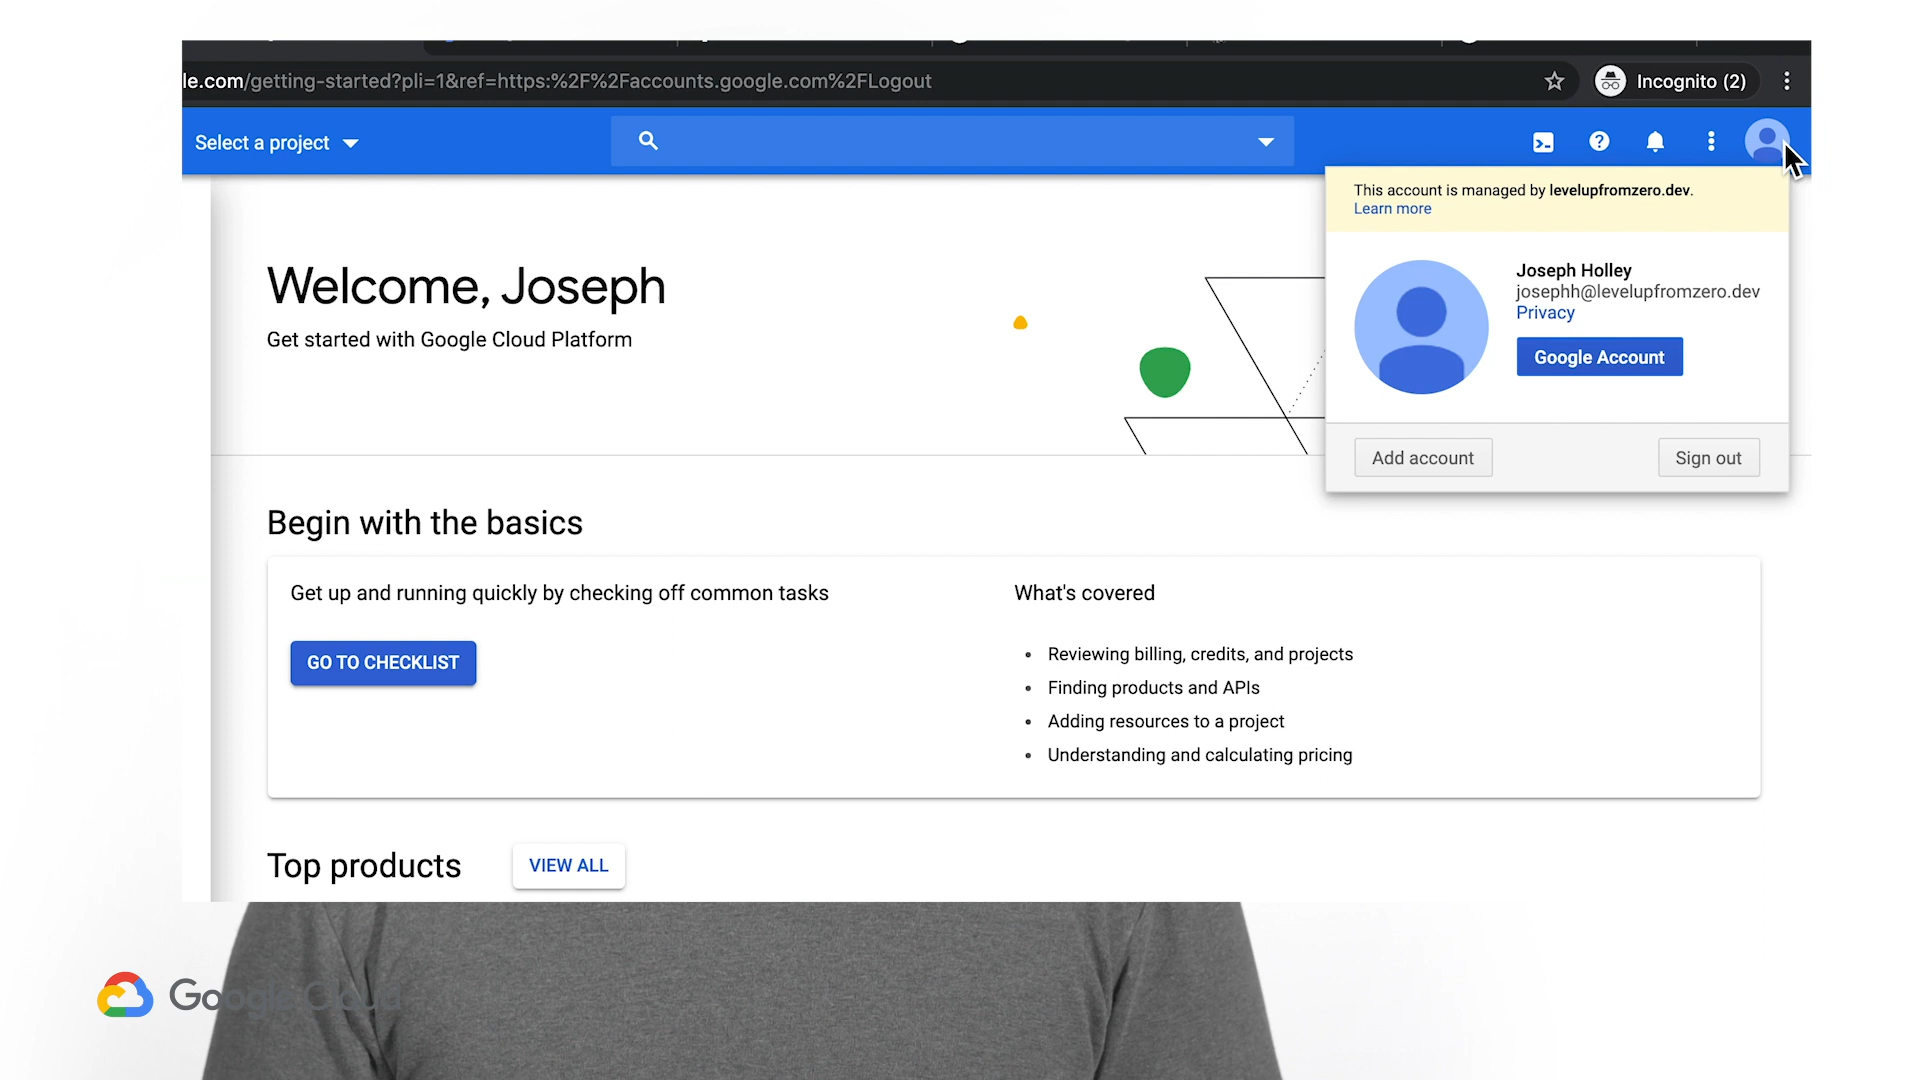 le.com/getting-started?pli=1&ref=https:%2F%2Faccounts.google.com%2FLogout
Incognito (2)
Select a project
This account is managed by levelupfromzero.dev.
Learn more
Welcome, Joseph
Get started with Google Cloud Platform
Joseph Holley
josephh@levelupfromzero.dev
Privacy
Google Account
Add account
Sign out
Begin with the basics
Get up and running quickly by checking off common tasks
GO TO CHECKLIST
What's covered
• Reviewing billing, credits, and projects
• Finding products and APIs
• Adding resources to a project
• Understanding and calculating pricing
Top products
VIEW ALL
Google Cloud